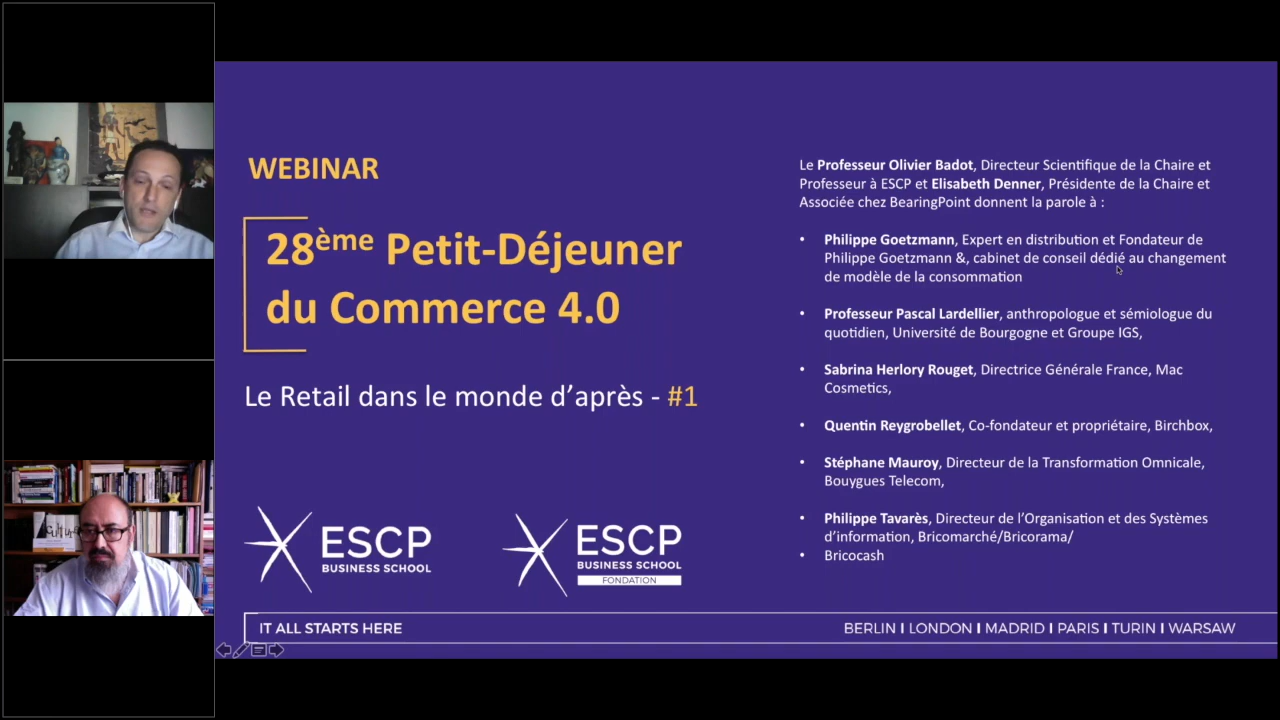 WEBINAR
28ème Petit-Déjeuner
du Commerce 4.0
Le Retail dans le monde d'après - #1
ESCP
BUSINESS SCHOOL
ESCP
BUSINESS SCHOOL
FONDATION
Le Professeur Olivier Badot, Directeur Scientifique de la Chaire et
Professeur à ESCP et Elisabeth Denner, Présidente de la Chaire et
Associée chez BearingPoint donnent la parole à :
• Philippe Goetzmann, Expert en distribution et Fondateur de
Philippe Goetzmann &, cabinet de conseil dédié au changement
de modèle de la consommation
• Professeur Pascal Lardellier, anthropologue et sémiologue du
quotidien, Université de Bourgogne et Groupe IGS,
• Sabrina Herlory Rouget, Directrice Générale France, Mac
Cosmetics,
• Quentin Reygrobellet, Co-fondateur et propriétaire, Birchbox,
• Stéphane Mauroy, Directeur de la Transformation Omnicale,
Bouygues Telecom,
• Philippe Tavarès, Directeur de l'Organisation et des Systèmes
d'information, Bricomarché/Bricorama/
• Bricocash
IT ALL STARTS HERE
BERLIN I LONDON I MADRID I PARIS I TURIN I WARSAW